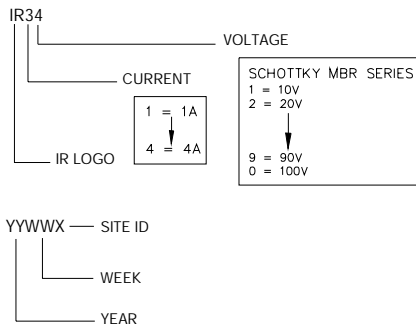 IR34
VOLTAGE
CURRENT
IR LOGO
1 = 1A
4 = 4A
SCHOTTKY MBR SERIES
1 = 10V
2 = 20V
9 = 90V
0 = 100V
YYWWX
SITE ID
WEEK
YEAR